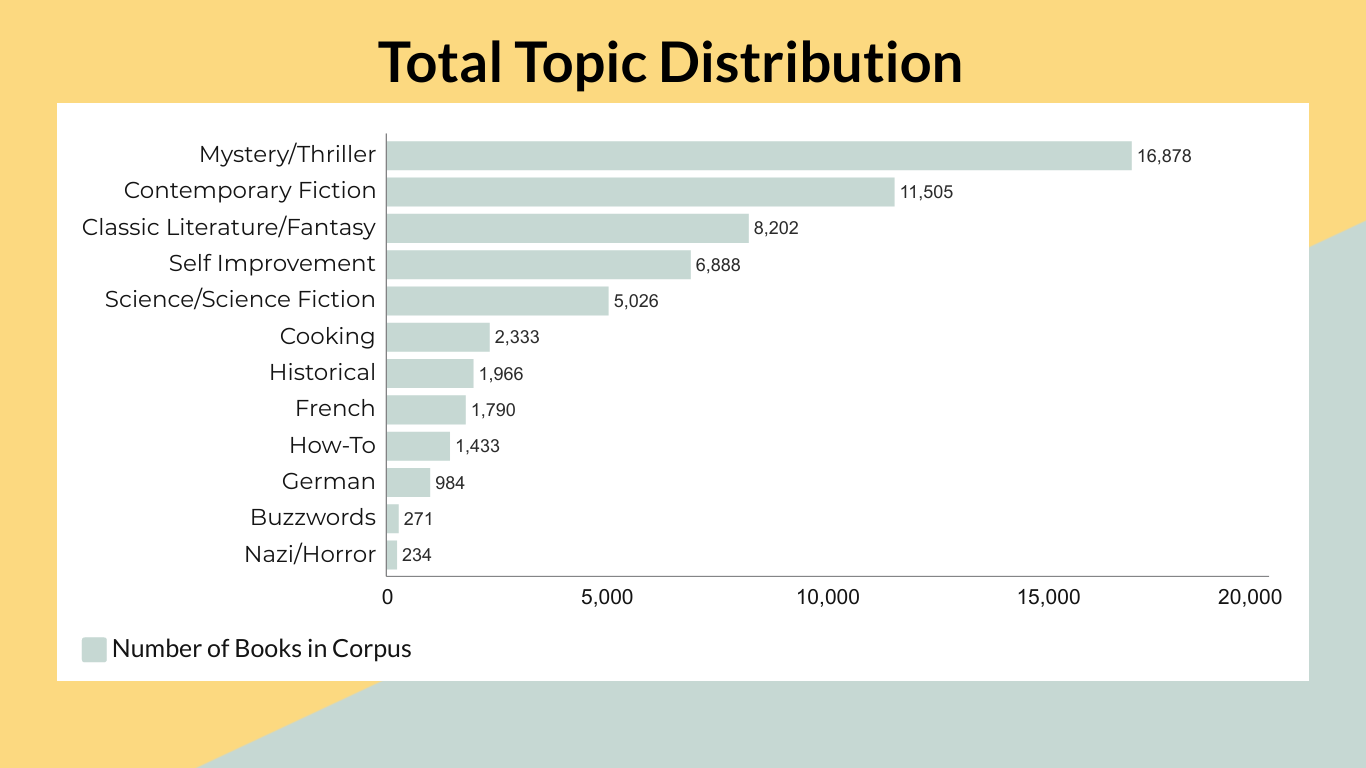 Total Topic Distribution
Mystery/Thriller 16,878
Contemporary Fiction 11,505
Classic Literature/Fantasy 8,202
Self Improvement 6,888
Science/Science Fiction 5,026
Cooking 2,333
Historical 1,966
French 1,790
How-To 1,433
German 984
Buzzwords 271
Nazi/Horror 234
0 5,000 10,000 15,000 20,000
Number of Books in Corpus